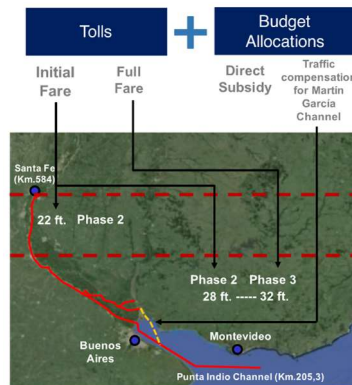 Tolls
Budget
Allocations
Initial
Fare
Full
Fare
Direct
Subsidy
Traffic
compensation
for Martín
García
Channel
Santa Fe
(Km.584)
22 ft. Phase 2
Phase 2 Phase 3
28 ft. ----- 32 ft.
Buenos
Aires
Montevideo
Punta Indio Channel (Km.205,3)